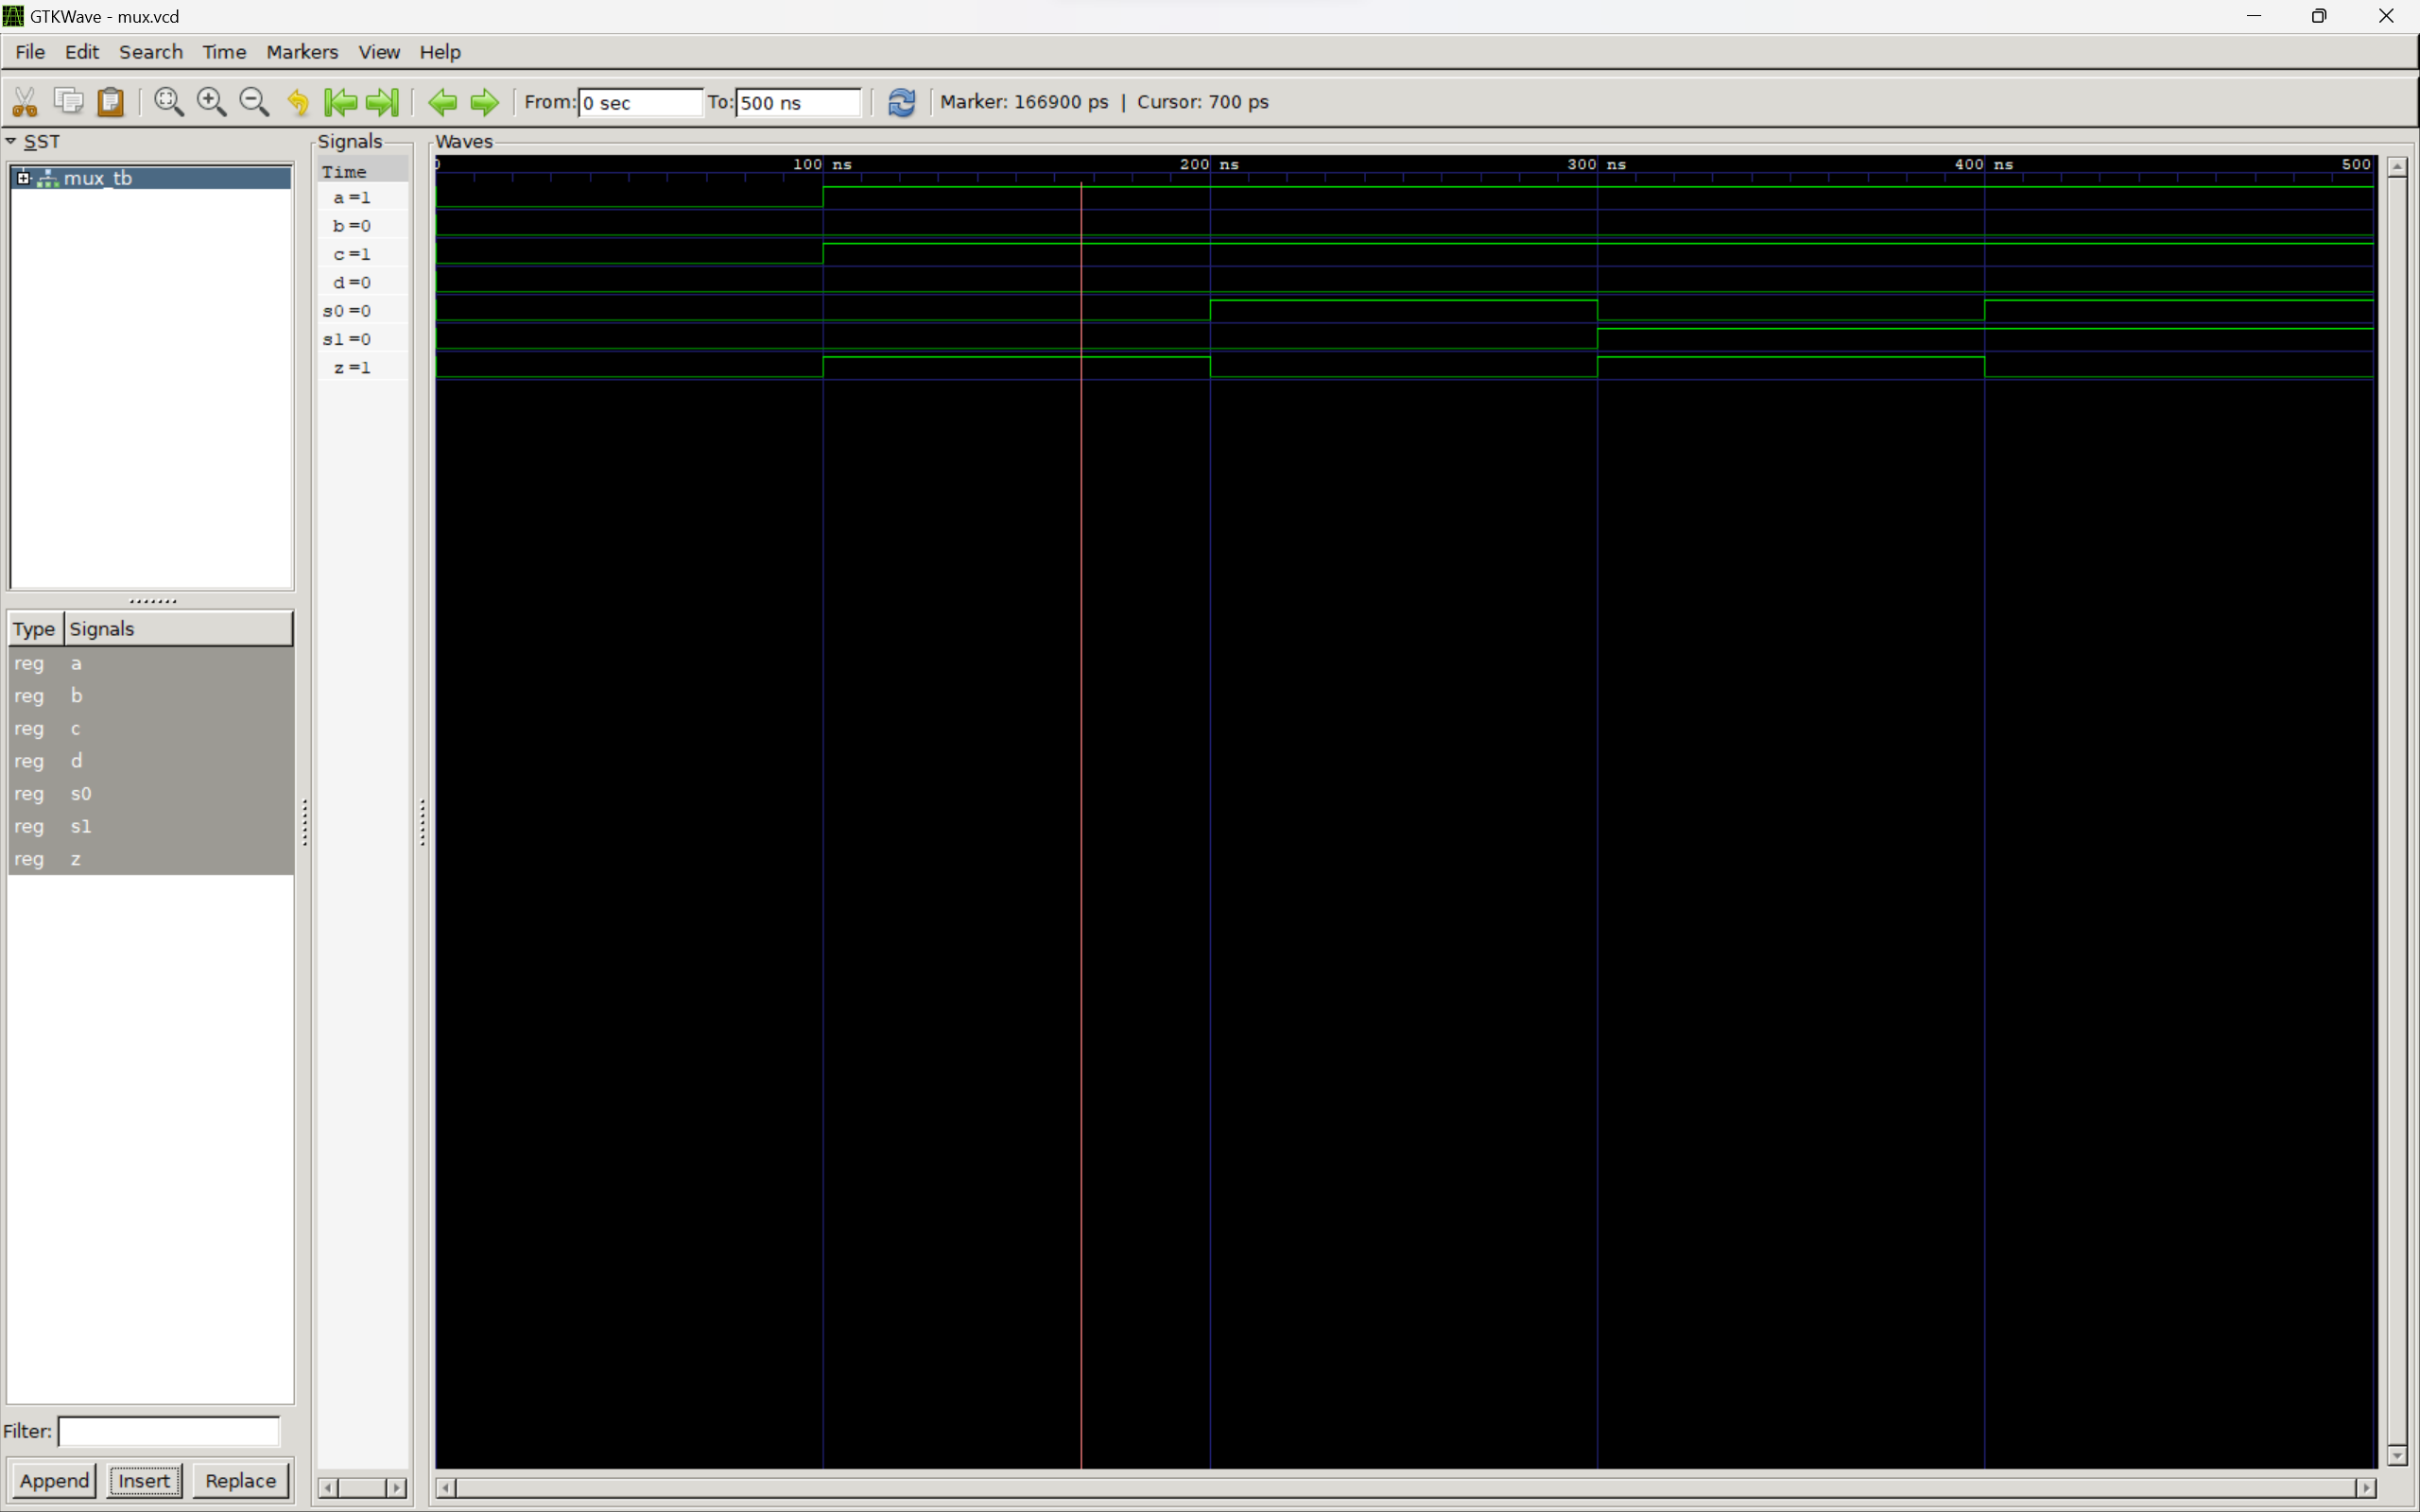 GTKWave - mux.vcd
File Edit Search Time Markers View Help
From: 0 sec To: 500 ns Marker: 166900 ps | Cursor: 700 ps
SST
mux_tb
Type Signals
reg a
reg b
reg c
reg d
reg s0
reg s1
reg z
Filter:
Append Insert Replace
Signals
Time
a=1
b=0
c=1
d=0
s0=0
s1=0
z=1
Waves
0 100 ns 200 ns 300 ns 400 ns 500